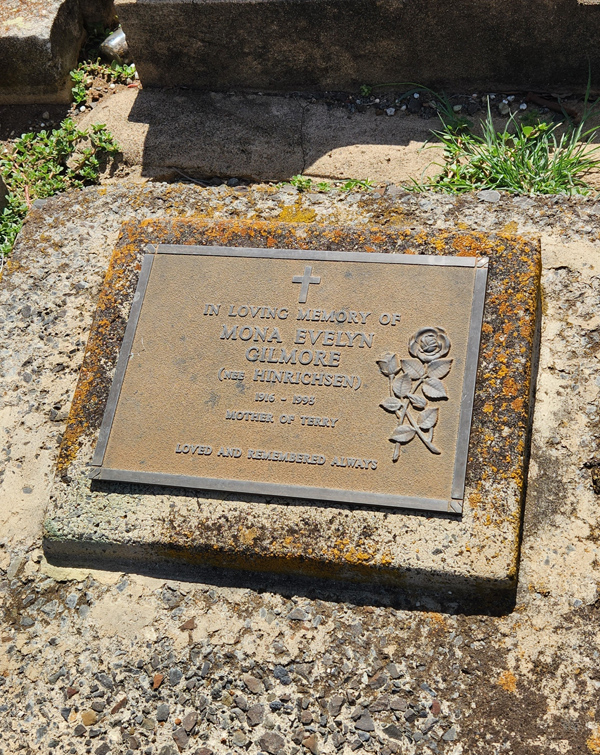 IN LOVING MEMORY OF
MONA EVELYN
GILMORE
(NEE HINRICHSEN)
1916 - 1998
MOTHER OF TERRY
LOVED AND REMEMBERED ALWAYS